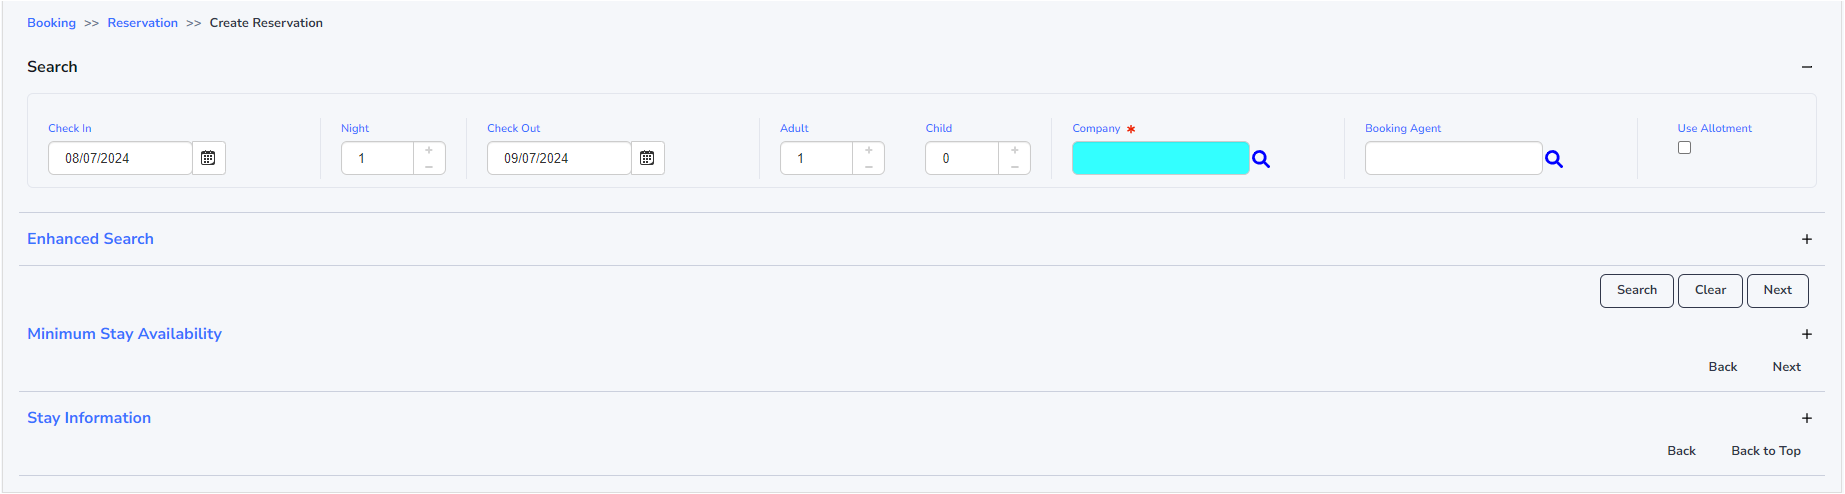 Booking >> Reservation >> Create Reservation
Search
Check In Night Check Out Adult Child Company * Booking Agent Use Allotment
08/07/2024 1 09/07/2024 1 0
Enhanced Search
Search Clear Next
Minimum Stay Availability
Back Next
Stay Information
Back Back to Top